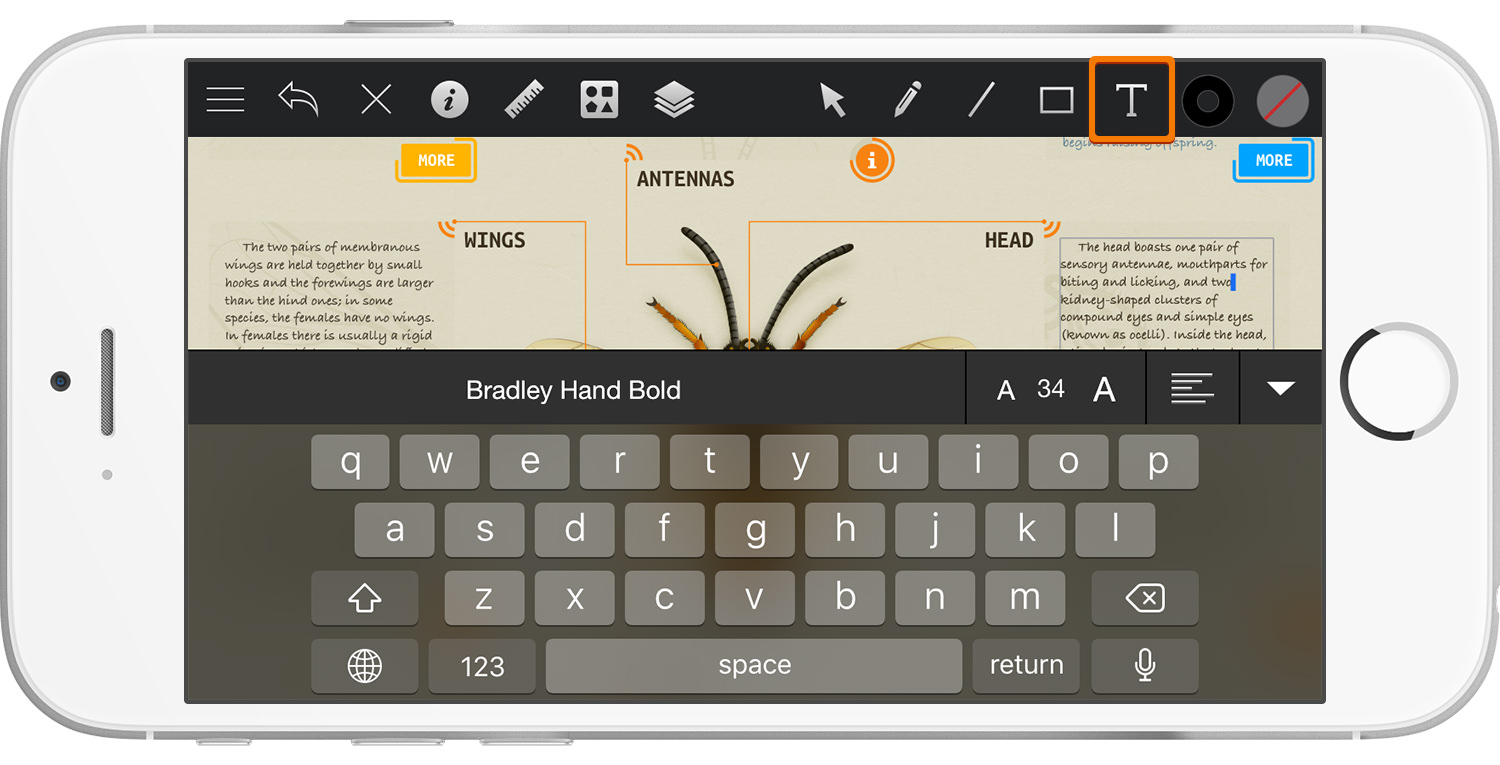 T
begins raising offspring.
MORE
i
MORE
ANTENNAS
WINGS
HEAD
The two pairs of membranous
wings are held together by small
hooks and the forewings are larger
than the hind ones; in some
species, the females have no wings.
In females there is usually a rigid
The head boasts one pair of
sensory antennae, mouthparts for
biting and licking, and two
kidney-shaped clusters of
compound eyes and simple eyes
(known as ocelli). Inside the head,
Bradley Hand Bold
A 34 A
q w e r t y u i o p
a s d f g h j k l
z x c v b n m
123 space return